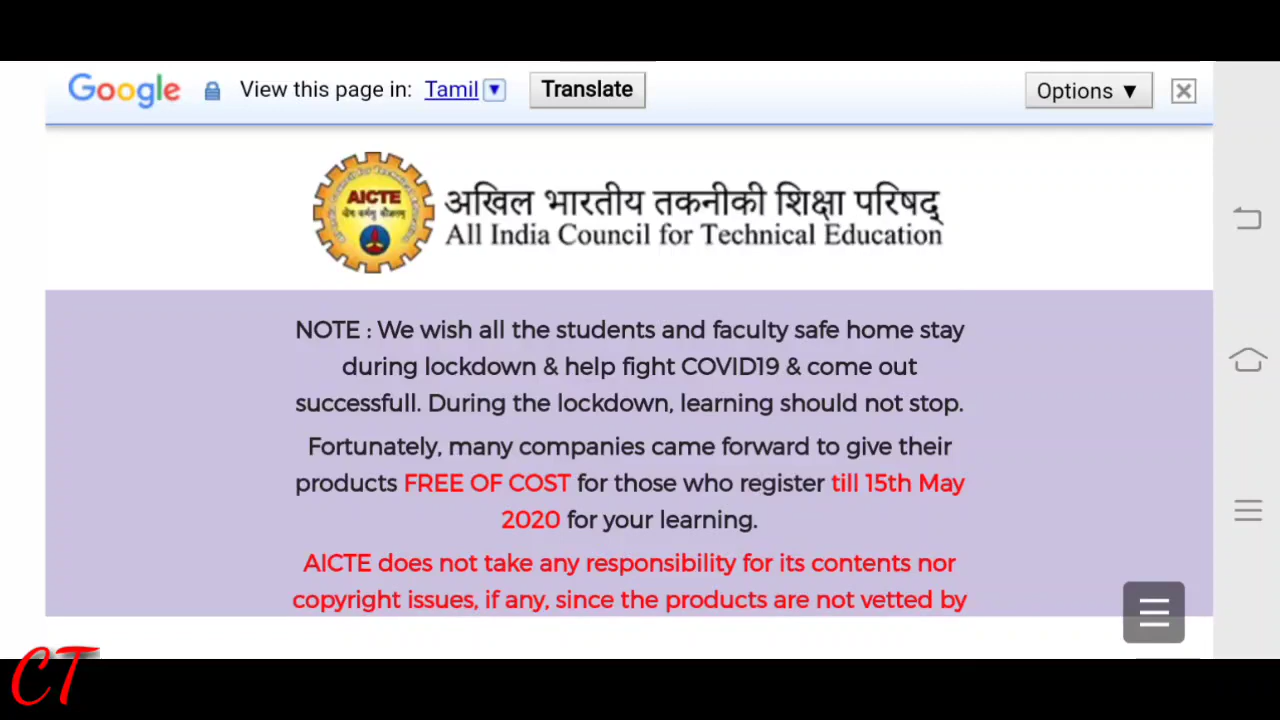 Google View this page in: Tamil ▼ Translate Options ▼
AICTE
अखिल भारतीय तकनीकी शिक्षा परिषद्
All India Council for Technical Education
NOTE : We wish all the students and faculty safe home stay
during lockdown & help fight COVID19 & come out
successfull. During the lockdown, learning should not stop.
Fortunately, many companies came forward to give their
products FREE OF COST for those who register till 15th May
2020 for your learning.
AICTE does not take any responsibility for its contents nor
copyright issues, if any, since the products are not vetted by
CT